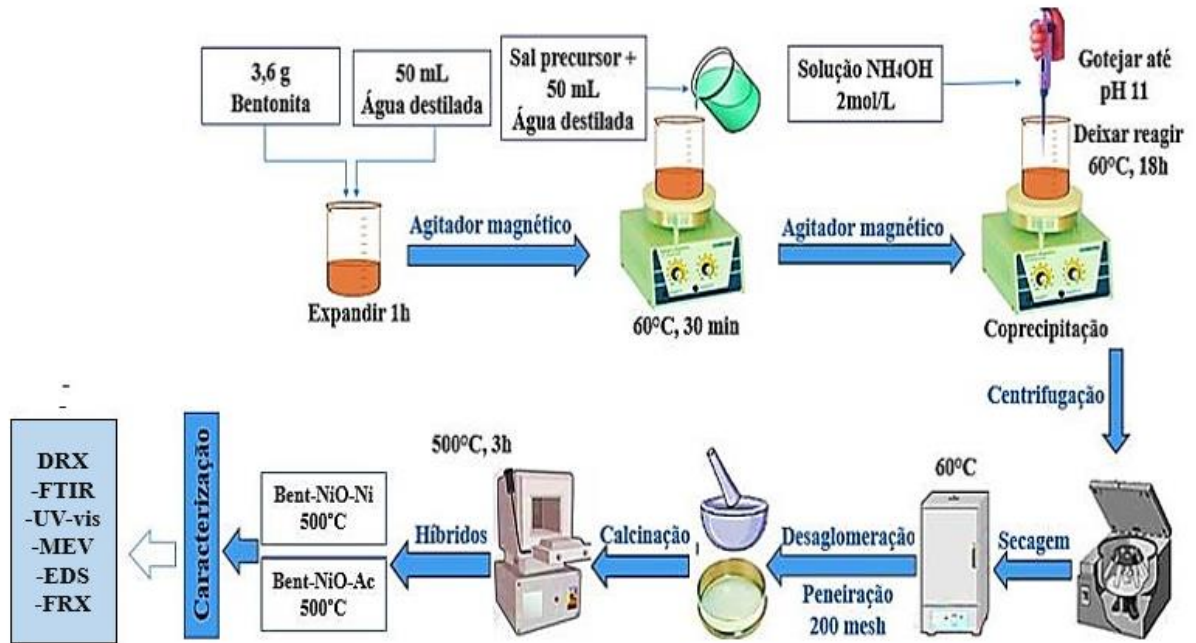 3,6 g
Bentonita
50 mL
Água destilada
Sal precursor +
50 mL
Água destilada
Solução NH4OH
2mol/L
Gotejar até
pH 11
Deixar reagir
60°C, 18h
Agitador magnético
Agitador magnético
Expandir 1h
60°C, 30 min
Coprecipitação
Centrifugação
Secagem
60°C
Desaglomeração
Peneiração
200 mesh
Calcinação
500°C, 3h
Híbridos
Bent-NiO-Ni
500°C
Bent-NiO-Ac
500°C
Caracterização
-
-
DRX
-FTIR
-UV-vis
-MEV
-EDS
-FRX